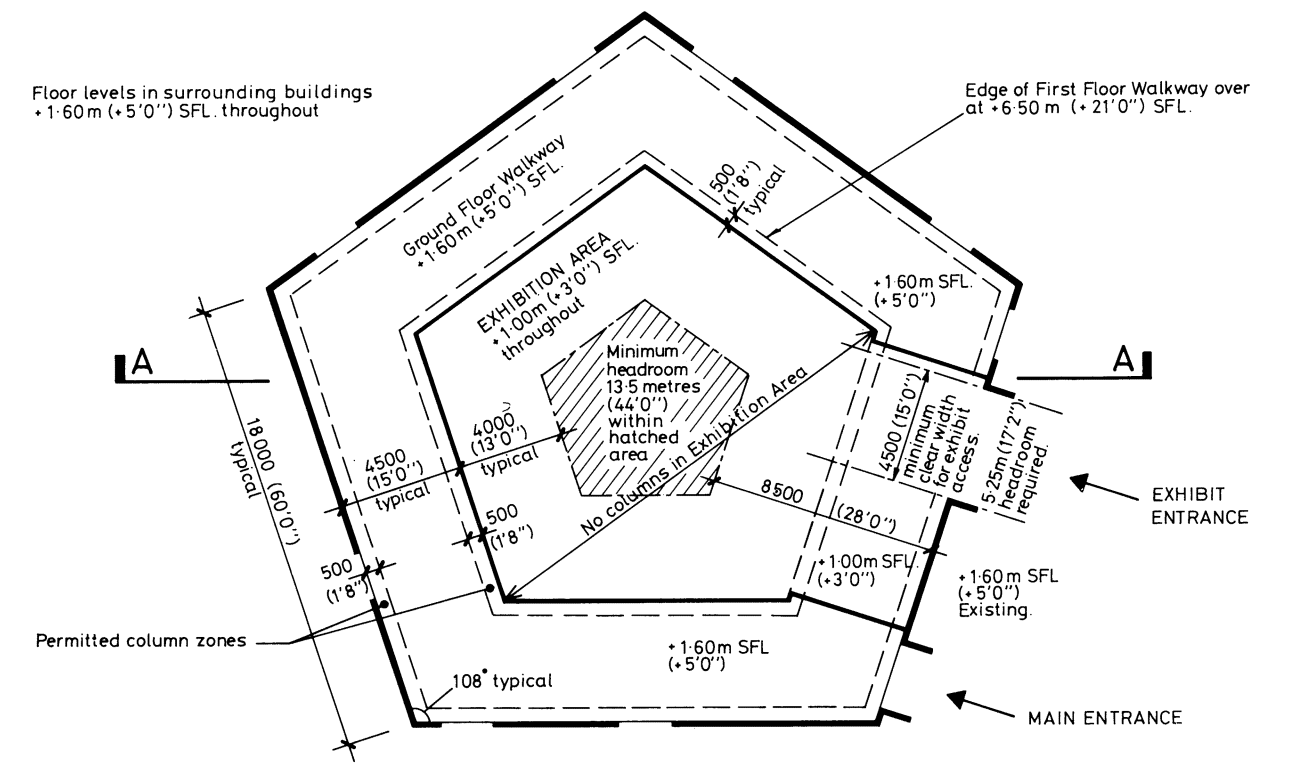 Floor levels in surrounding buildings
+1·60m (+5'0") SFL. throughout
Edge of First Floor Walkway over
at +6·50 m (+21'0") SFL.
Ground Floor Walkway
+1·60m (+5'0") SFL.
500
(1'8")
typical
EXHIBITION AREA
+1·00m (+3'0") SFL.
throughout
+1·60m SFL.
(+5'0")
A
A
Minimum
headroom
13·5 metres
(44'0")
within
hatched
area
No columns in Exhibition Area
4500 (15'0")
minimum
clear width
for exhibit
access.
5·25m (17'2")
headroom
required.
18000 (60'0")
typical
4500
(15'0")
typical
4000
(13'0")
typical
8500 (28'0")
EXHIBIT
ENTRANCE
500
(1'8")
500
(1'8")
+1·00m SFL.
(+3'0")
+1·60m SFL
(+5'0")
Existing.
Permitted column zones
+1·60m SFL
(+5'0")
108° typical
MAIN ENTRANCE